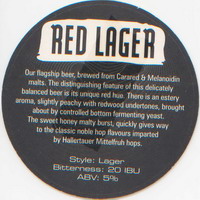 RED LAGER
Our flagship beer, brewed from Carared & Melanoidin
malts. The distinguishing feature of this delicately
balanced beer is its unique red hue. There is an estery
aroma, slightly peachy with redwood undertones, brought
about by controlled bottom fermenting yeast.
The sweet honey malty burst, quickly gives way
to the classic noble hop flavours imparted
by Hallertauer Mittelfruh hops.
Style: Lager
Bitterness: 20 IBU
ABV: 5%